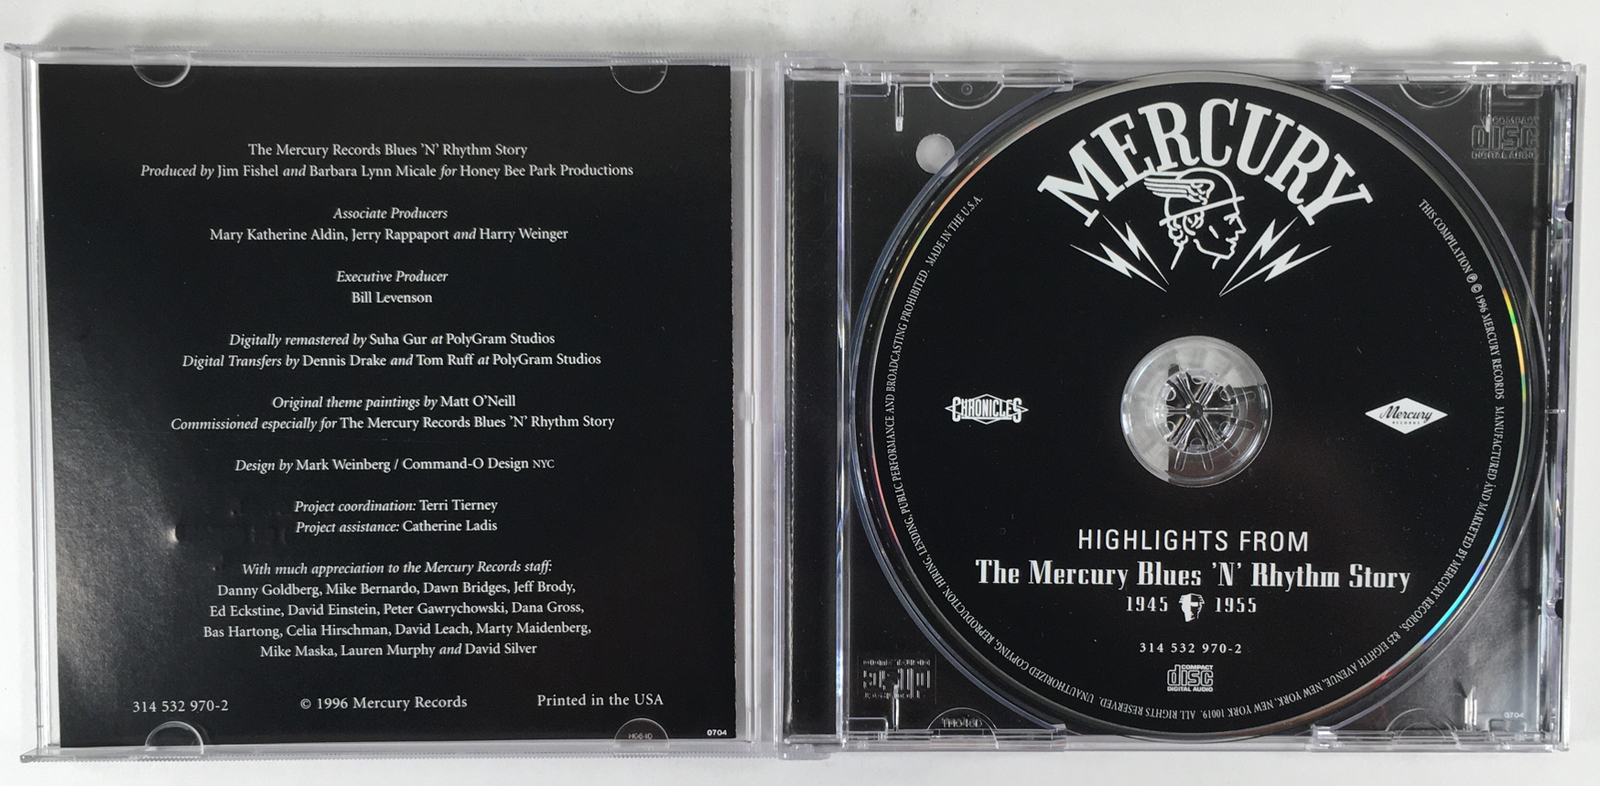 The Mercury Records Blues 'N' Rhythm Story
Produced by Jim Fishel and Barbara Lynn Micale for Honey Bee Park Productions
Associate Producers
Mary Katherine Aldin, Jerry Rappaport and Harry Weinger
Executive Producer
Bill Levenson
Digitally remastered by Suha Gur at PolyGram Studios
Digital Transfers by Dennis Drake and Tom Ruff at PolyGram Studios
Original theme paintings by Matt O'Neill
Commissioned especially for The Mercury Records Blues 'N' Rhythm Story
Design by Mark Weinberg / Command-O Design NYC
Project coordination: Terri Tierney
Project assistance: Catherine Ladis
With much appreciation to the Mercury Records staff:
Danny Goldberg, Mike Bernardo, Dawn Bridges, Jeff Brody,
Ed Eckstine, David Einstein, Peter Gawrychowski, Dana Gross,
Bas Hartong, Celia Hirschman, David Leach, Marty Maidenberg,
Mike Maska, Lauren Murphy and David Silver
314 532 970-2 © 1996 Mercury Records Printed in the USA
0704
MERCURY
CHRONICLES
Mercury
RECORDS
HIGHLIGHTS FROM
The Mercury Blues 'N' Rhythm Story
1945 1955
314 532 970-2
COMPACT
disc
DIGITAL AUDIO
THIS COMPILATION ℗ © 1996 MERCURY RECORDS MANUFACTURED AND MARKETED BY MERCURY RECORDS, 825 EIGHTH AVENUE, NEW YORK, NEW YORK 10019. ALL RIGHTS RESERVED. UNAUTHORIZED COPYING, REPRODUCTION HIRING, LENDING, PUBLIC PERFORMANCE AND BROADCASTING PROHIBITED. MADE IN THE U.S.A.
COMPACT
disc
DIGITAL AUDIO
0704